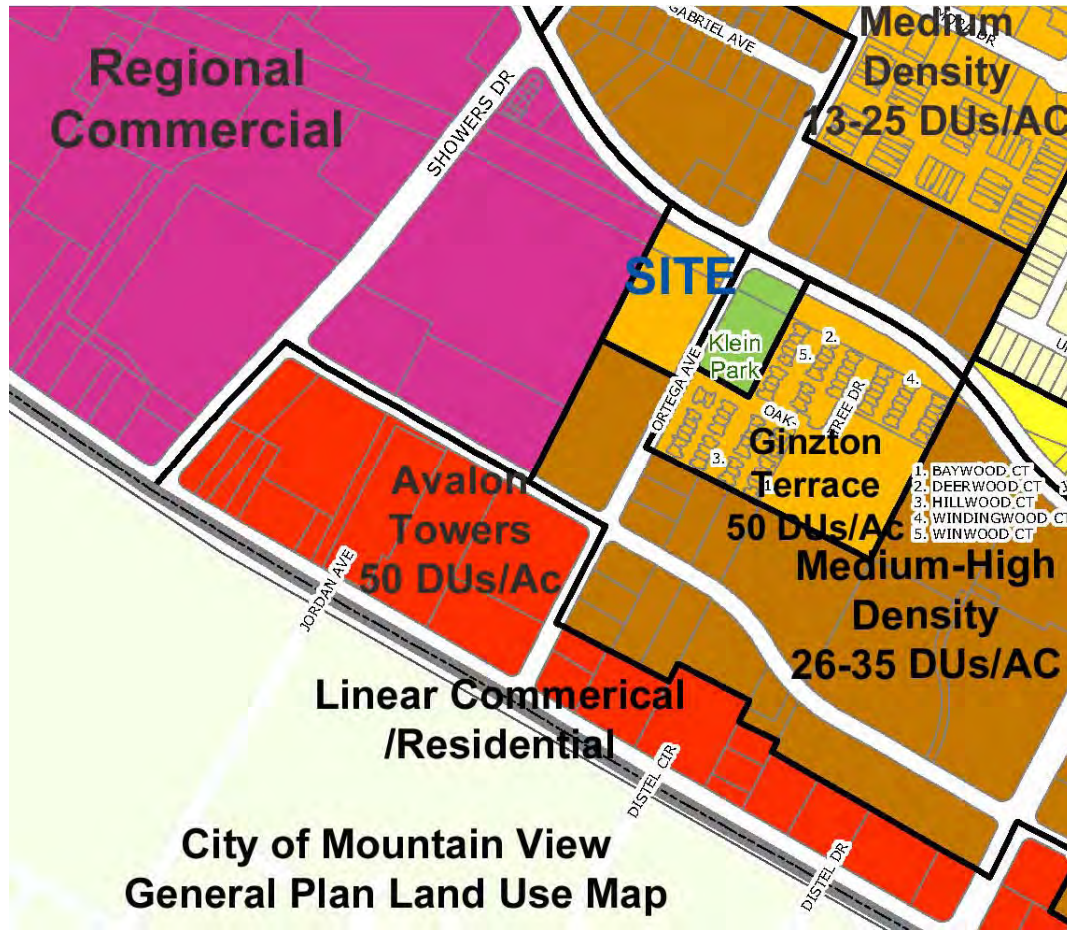 GABRIEL AVE
Medium
Density
13-25 DUs/AC
Regional
Commercial
SHOWERS DR
SITE
Klein
Park
ORTEGA AVE
2.
5.
4.
OAK-
TREE DR
3.
1.
Ginzton
Terrace
50 DUs/Ac
1. BAYWOOD CT
2. DEERWOOD CT
3. HILLWOOD CT
4. WINDINGWOOD CT
5. WINWOOD CT
Avalon
Towers
50 DUs/Ac
Medium-High
Density
26-35 DUs/AC
JORDAN AVE
Linear Commerical
/Residential
DISTEL CIR
DISTEL DR
City of Mountain View
General Plan Land Use Map